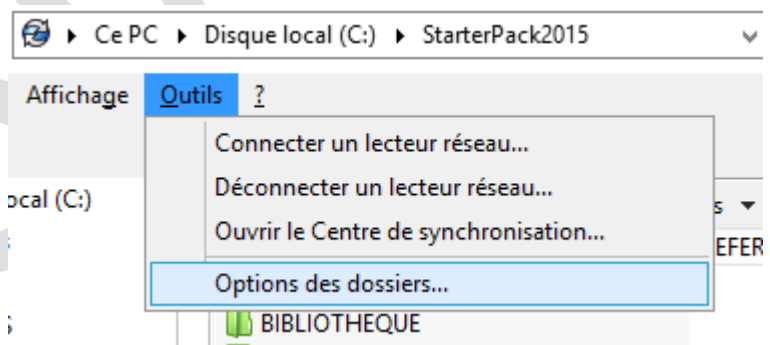 Ce PC Disque local (C:) StarterPack2015
Affichage Outils ?
Connecter un lecteur réseau...
ocal (C:)
Déconnecter un lecteur réseau...
Ouvrir le Centre de synchronisation...
EFER
Options des dossiers...
BIBLIOTHEQUE